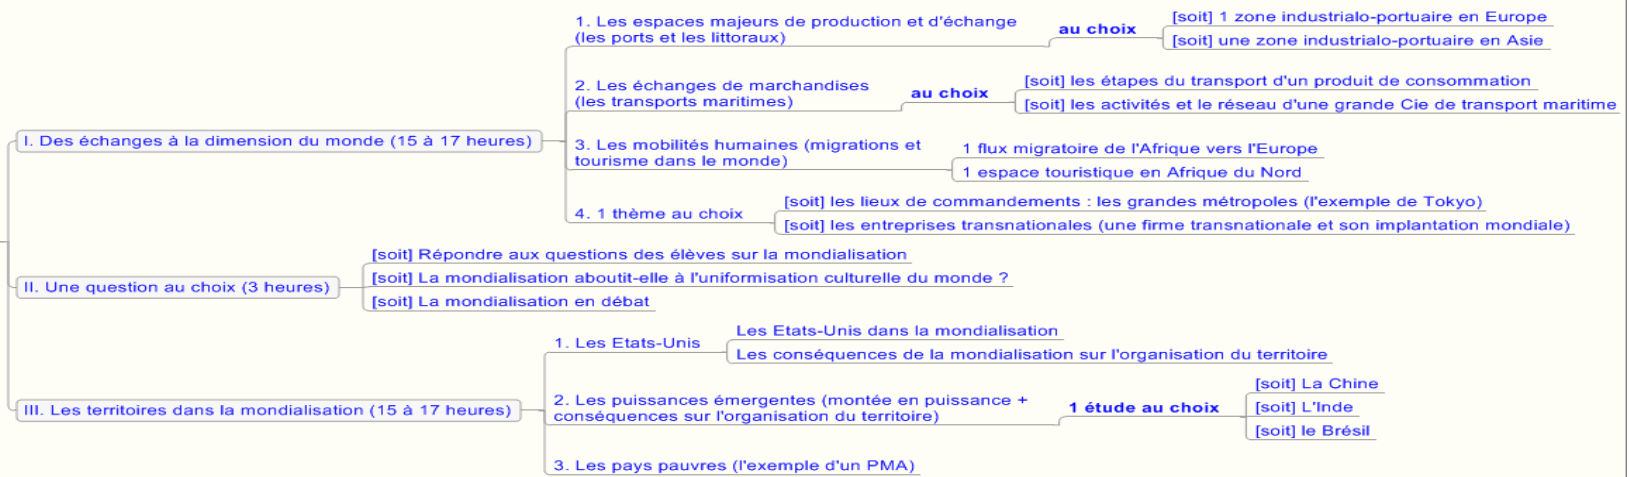 I. Des échanges à la dimension du monde (15 à 17 heures)
1. Les espaces majeurs de production et d'échange
(les ports et les littoraux)
au choix
[soit] 1 zone industrialo-portuaire en Europe
[soit] une zone industrialo-portuaire en Asie
2. Les échanges de marchandises
(les transports maritimes)
au choix
[soit] les étapes du transport d'un produit de consommation
[soit] les activités et le réseau d'une grande Cie de transport maritime
3. Les mobilités humaines (migrations et
tourisme dans le monde)
1 flux migratoire de l'Afrique vers l'Europe
1 espace touristique en Afrique du Nord
4. 1 thème au choix
[soit] les lieux de commandements : les grandes métropoles (l'exemple de Tokyo)
[soit] les entreprises transnationales (une firme transnationale et son implantation mondiale)
II. Une question au choix (3 heures)
[soit] Répondre aux questions des élèves sur la mondialisation
[soit] La mondialisation aboutit-elle à l'uniformisation culturelle du monde ?
[soit] La mondialisation en débat
III. Les territoires dans la mondialisation (15 à 17 heures)
1. Les Etats-Unis
Les Etats-Unis dans la mondialisation
Les conséquences de la mondialisation sur l'organisation du territoire
2. Les puissances émergentes (montée en puissance +
conséquences sur l'organisation du territoire)
1 étude au choix
[soit] La Chine
[soit] L'Inde
[soit] le Brésil
3. Les pays pauvres (l'exemple d'un PMA)